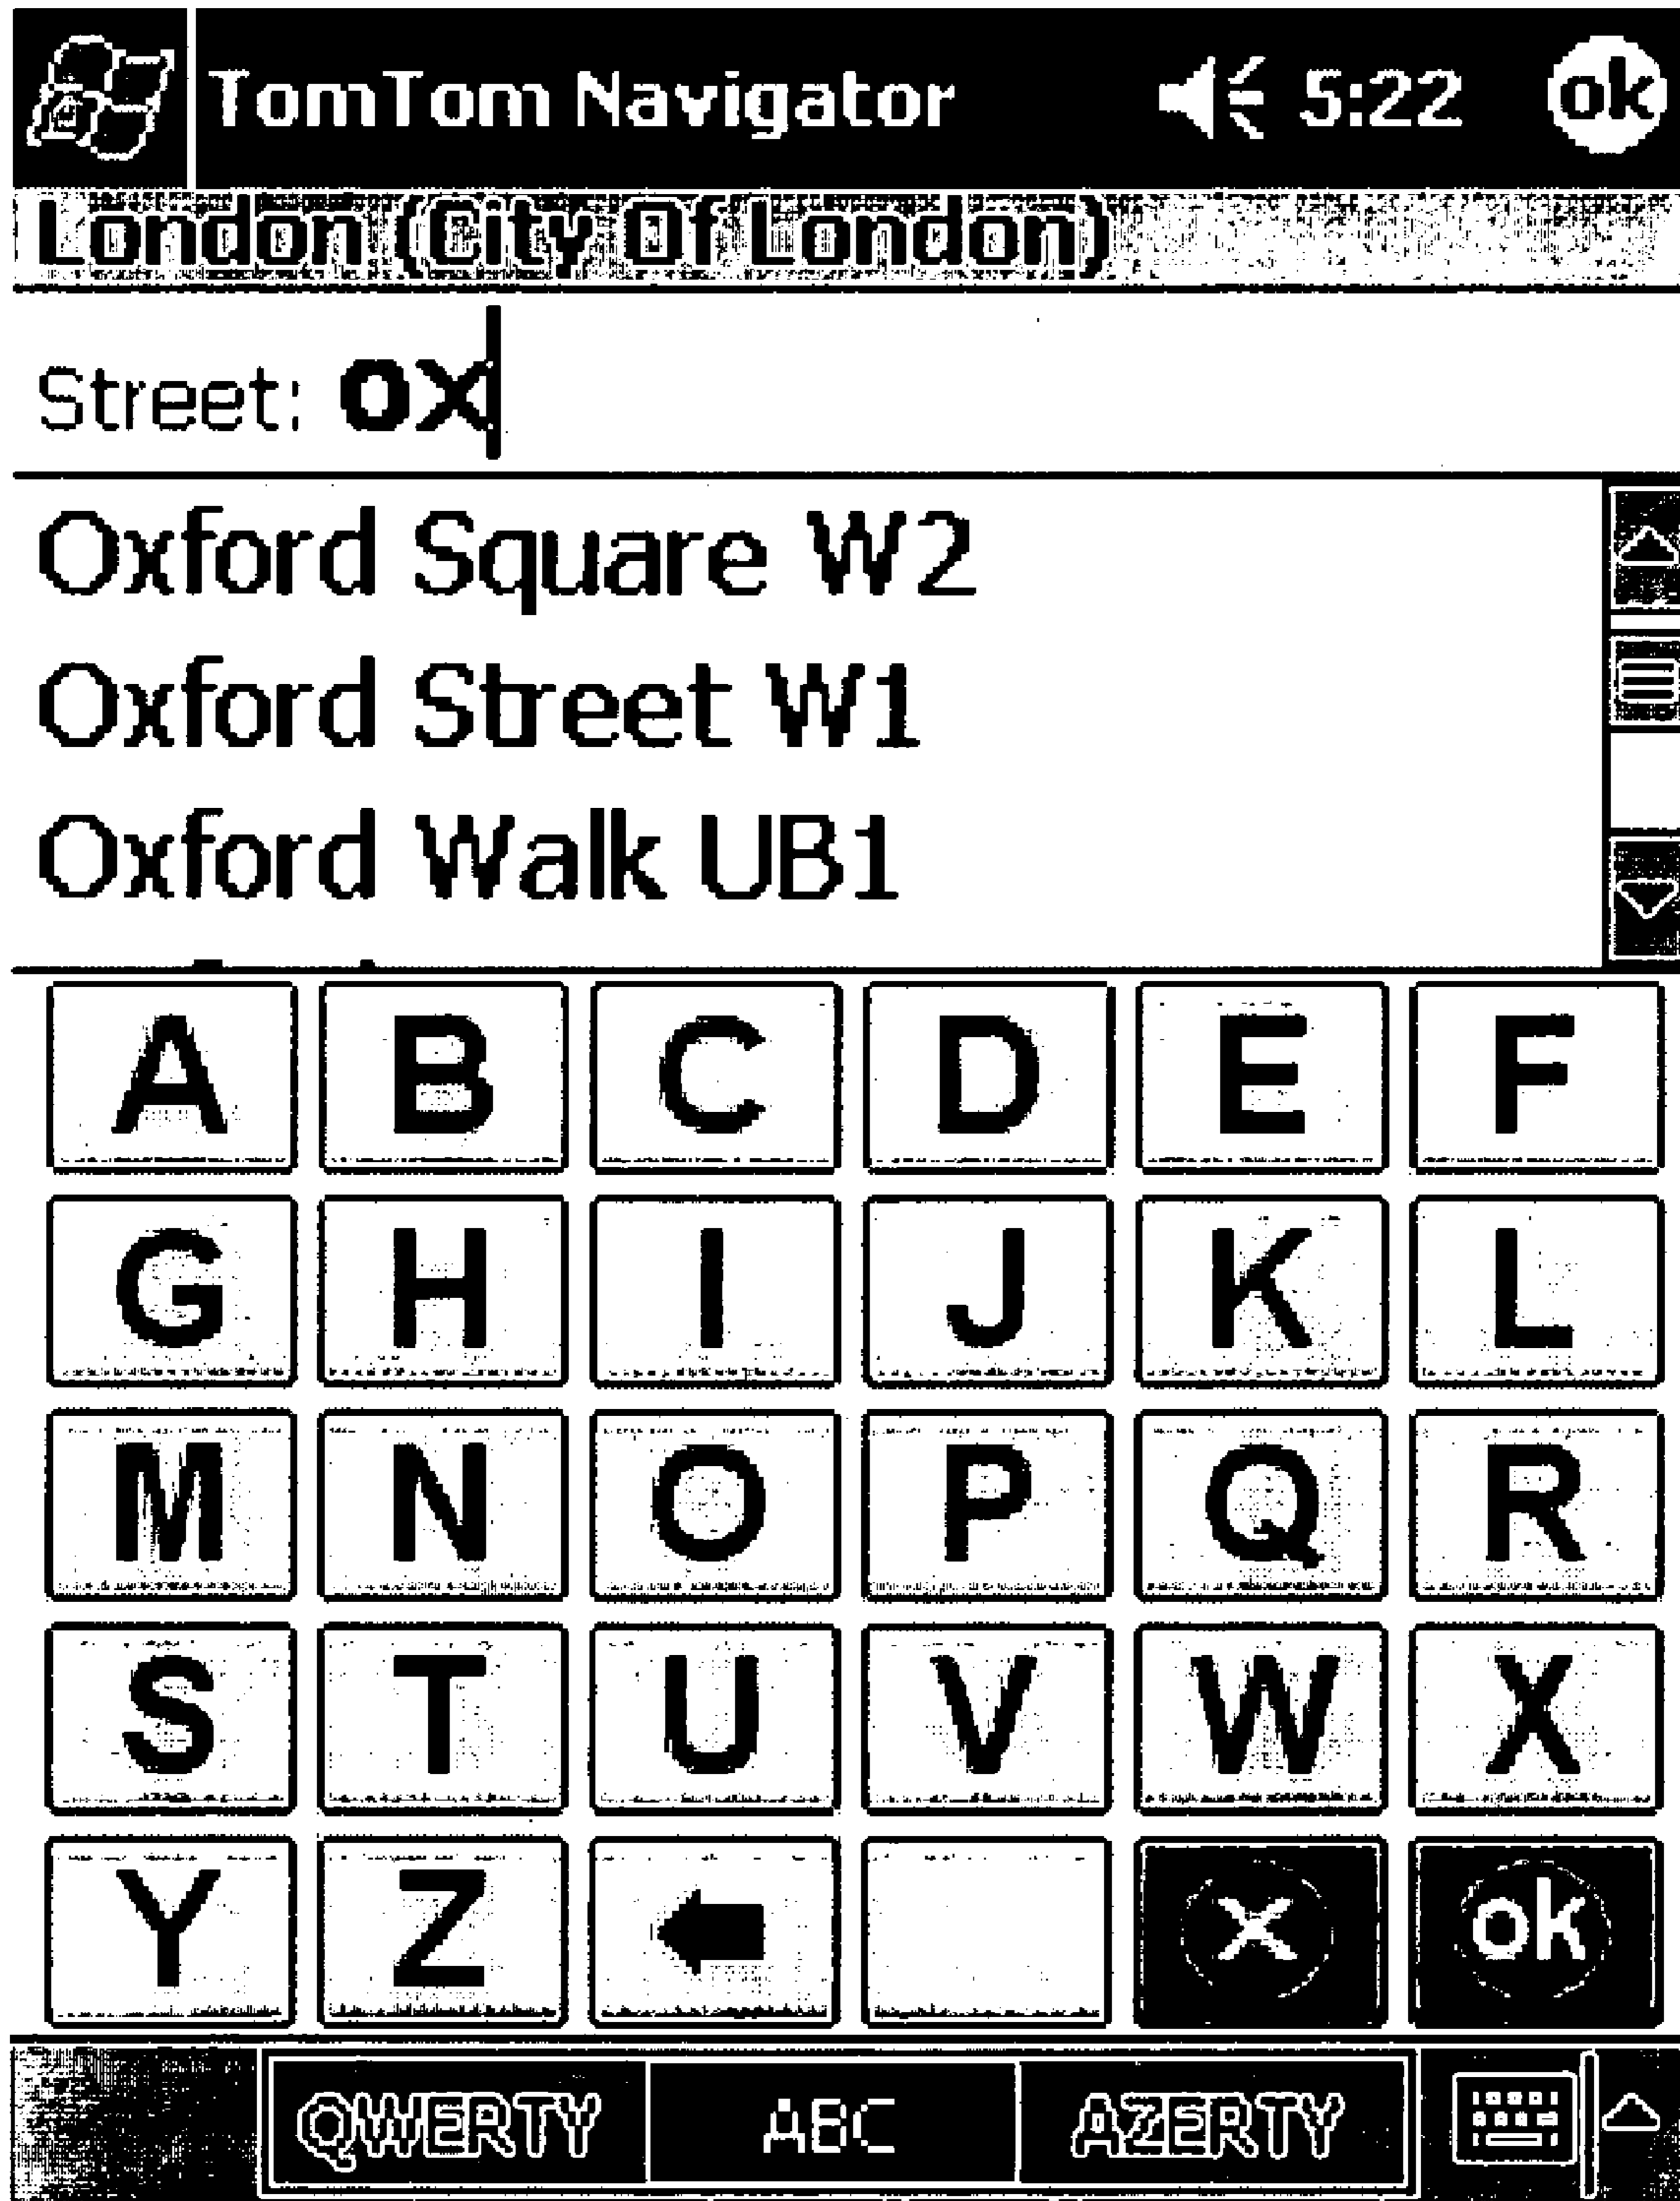 TomTom Navigator 5:22 ok
London (City Of London)
Street: ox
Oxford Square W2
Oxford Street W1
Oxford Walk UB1
A B C D E F
G H I J K L
M N O P Q R
S T U V W X
Y Z ok
QWERTY ABC AZERTY